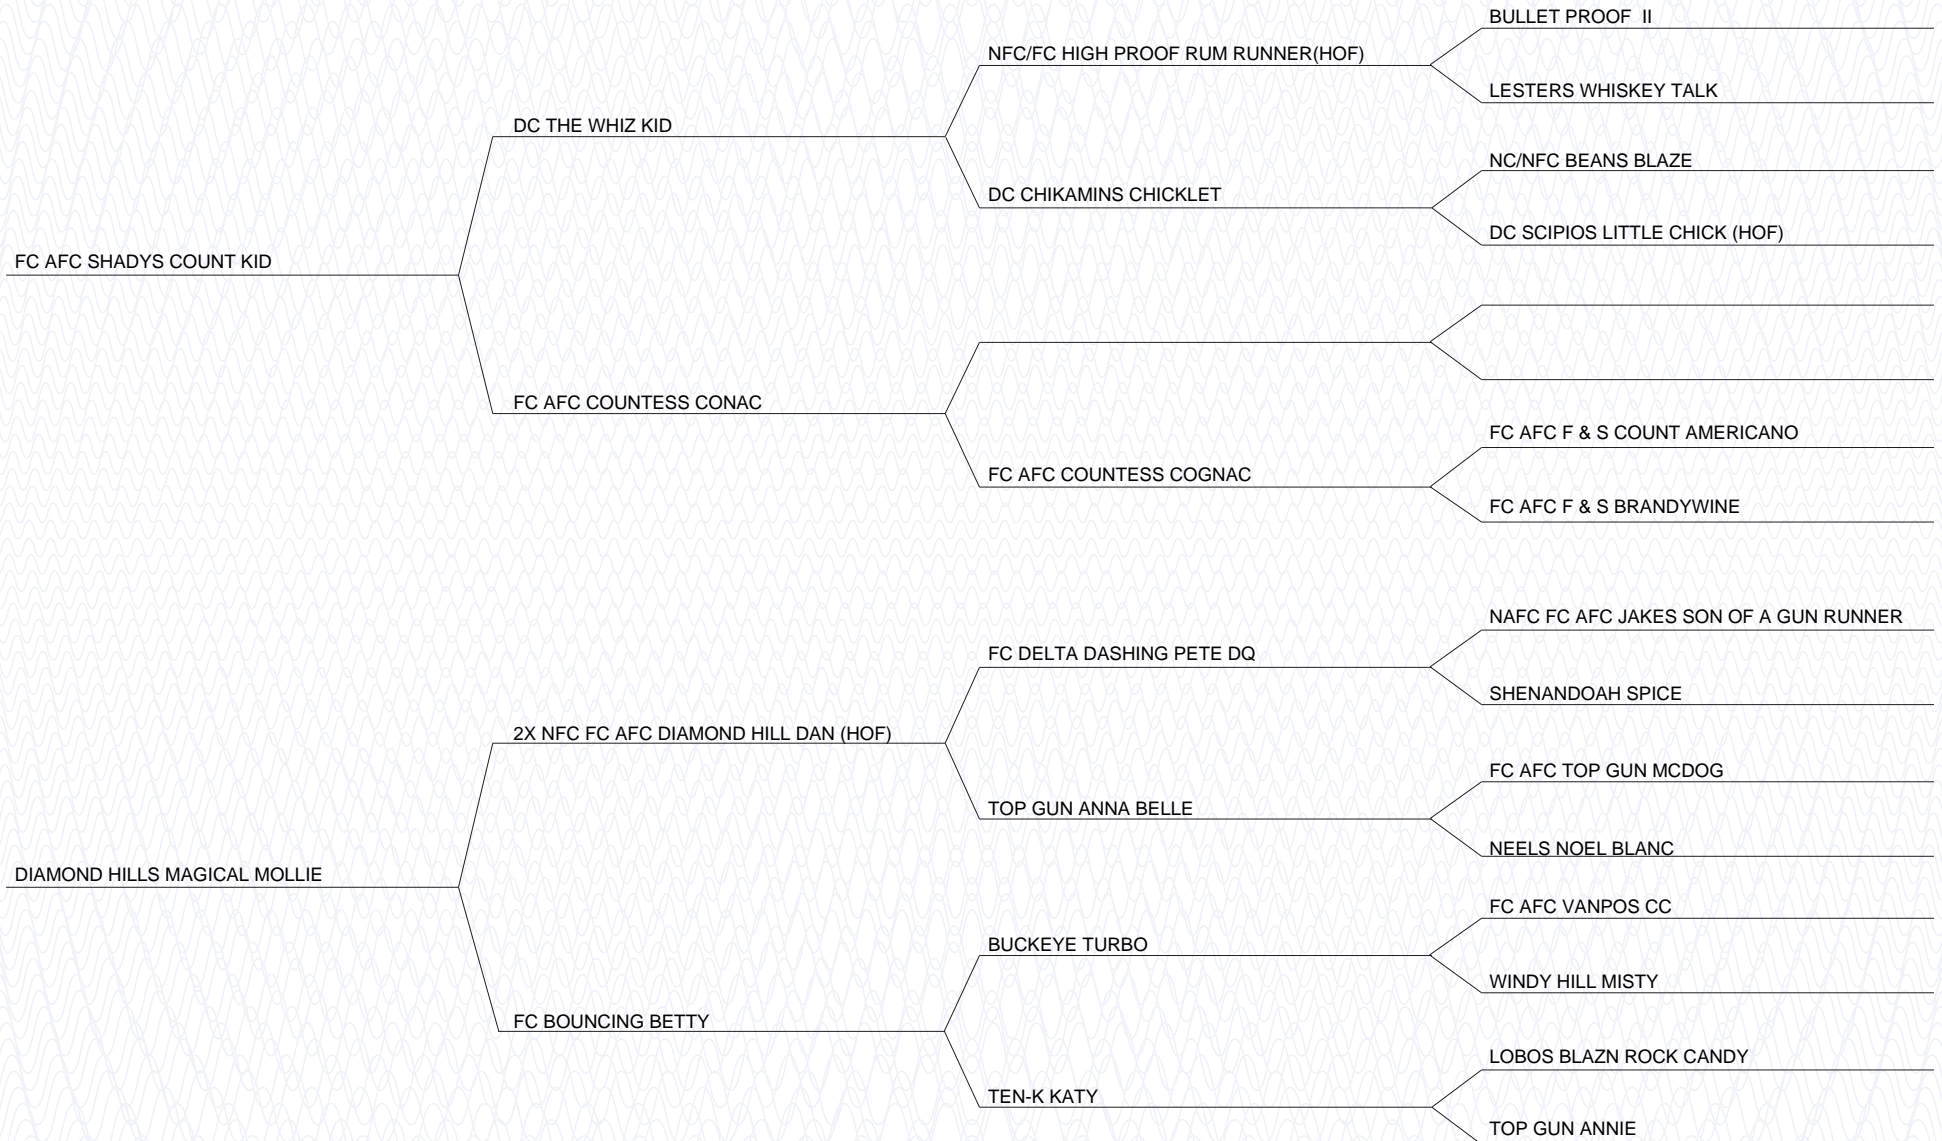 BULLET PROOF  II
NFC/FC HIGH PROOF RUM RUNNER(HOF)
LESTERS WHISKEY TALK
DC THE WHIZ KID
NC/NFC BEANS BLAZE
DC CHIKAMINS CHICKLET
DC SCIPIOS LITTLE CHICK (HOF)
FC AFC SHADYS COUNT KID
FC AFC COUNTESS CONAC
FC AFC F & S COUNT AMERICANO
FC AFC COUNTESS COGNAC
FC AFC F & S BRANDYWINE
NAFC FC AFC JAKES SON OF A GUN RUNNER
FC DELTA DASHING PETE DQ
SHENANDOAH SPICE
2X NFC FC AFC DIAMOND HILL DAN (HOF)
FC AFC TOP GUN MCDOG
TOP GUN ANNA BELLE
NEELS NOEL BLANC
DIAMOND HILLS MAGICAL MOLLIE
FC AFC VANPOS CC
BUCKEYE TURBO
WINDY HILL MISTY
FC BOUNCING BETTY
LOBOS BLAZN ROCK CANDY
TEN-K KATY
TOP GUN ANNIE